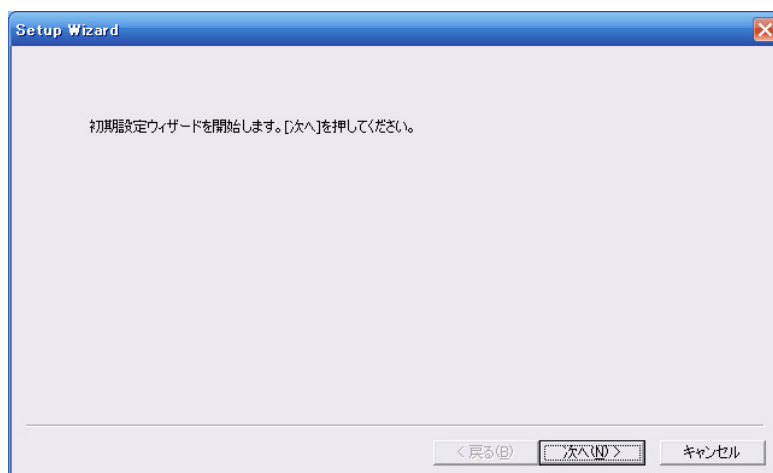 Setup Wizard
初期設定ウィザードを開始します。[次へ]を押してください。
< 戻る(B)
次へ(N) >
キャンセル